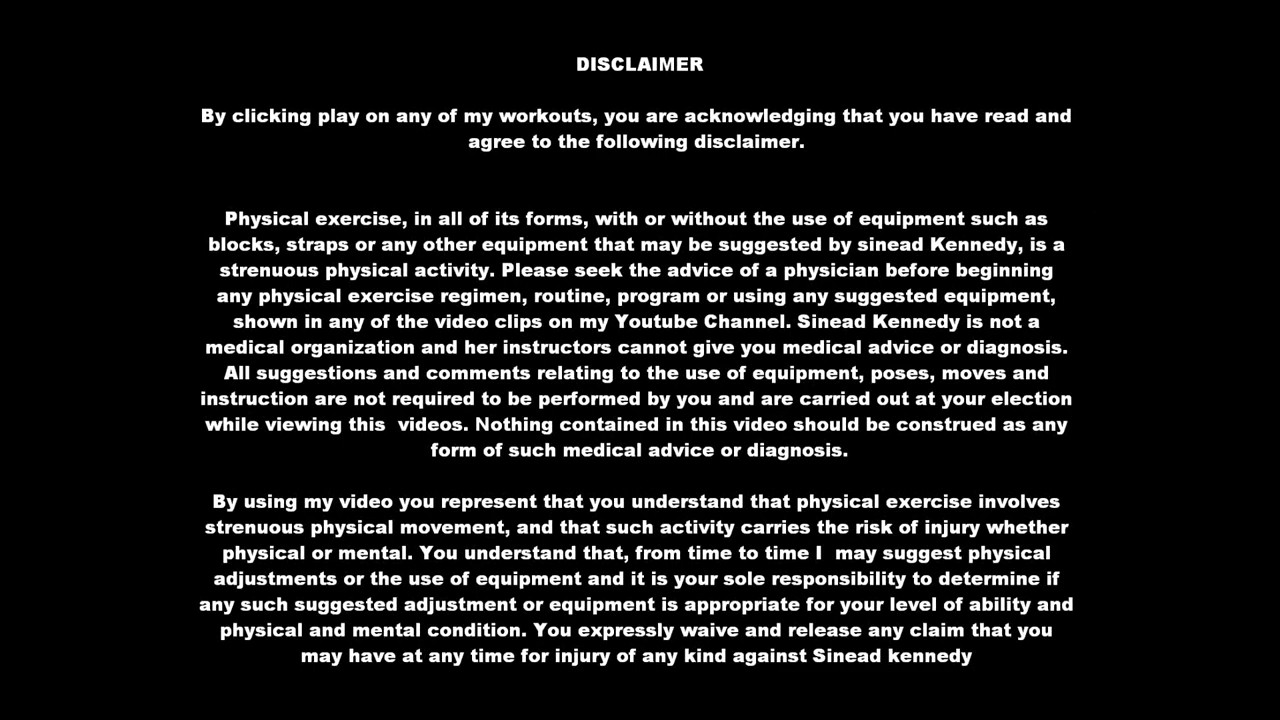 DISCLAIMER
By clicking play on any of my workouts, you are acknowledging that you have read and
agree to the following disclaimer.
Physical exercise, in all of its forms, with or without the use of equipment such as
blocks, straps or any other equipment that may be suggested by sinead Kennedy, is a
strenuous physical activity. Please seek the advice of a physician before beginning
any physical exercise regimen, routine, program or using any suggested equipment,
shown in any of the video clips on my Youtube Channel. Sinead Kennedy is not a
medical organization and her instructors cannot give you medical advice or diagnosis.
All suggestions and comments relating to the use of equipment, poses, moves and
instruction are not required to be performed by you and are carried out at your election
while viewing this  videos. Nothing contained in this video should be construed as any
form of such medical advice or diagnosis.
By using my video you represent that you understand that physical exercise involves
strenuous physical movement, and that such activity carries the risk of injury whether
physical or mental. You understand that, from time to time I  may suggest physical
adjustments or the use of equipment and it is your sole responsibility to determine if
any such suggested adjustment or equipment is appropriate for your level of ability and
physical and mental condition. You expressly waive and release any claim that you
may have at any time for injury of any kind against Sinead kennedy